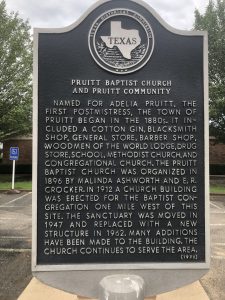 TEXAS
PRUITT BAPTIST CHURCH
AND PRUITT COMMUNITY
NAMED FOR ADELIA PRUITT, THE
FIRST POSTMISTRESS, THE TOWN OF
PRUITT BEGAN IN THE 1880s. IT IN-
CLUDED A COTTON GIN, BLACKSMITH
SHOP, GENERAL STORE, BARBER SHOP,
WOODMEN OF THE WORLD LODGE, DRUG
STORE, SCHOOL, METHODIST CHURCH, AND
CONGREGATIONAL CHURCH. THE PRUITT
BAPTIST CHURCH WAS ORGANIZED IN
1896 BY MALINDA ASHWORTH AND E. R.
CROCKER. IN 1912 A CHURCH BUILDING
WAS ERECTED FOR THE BAPTIST CON-
GREGATION ONE MILE WEST OF THIS
SITE. THE SANCTUARY WAS MOVED IN
1947 AND REPLACED WITH A NEW
STRUCTURE IN 1962. MANY ADDITIONS
HAVE BEEN MADE TO THE BUILDING. THE
CHURCH CONTINUES TO SERVE THE AREA.